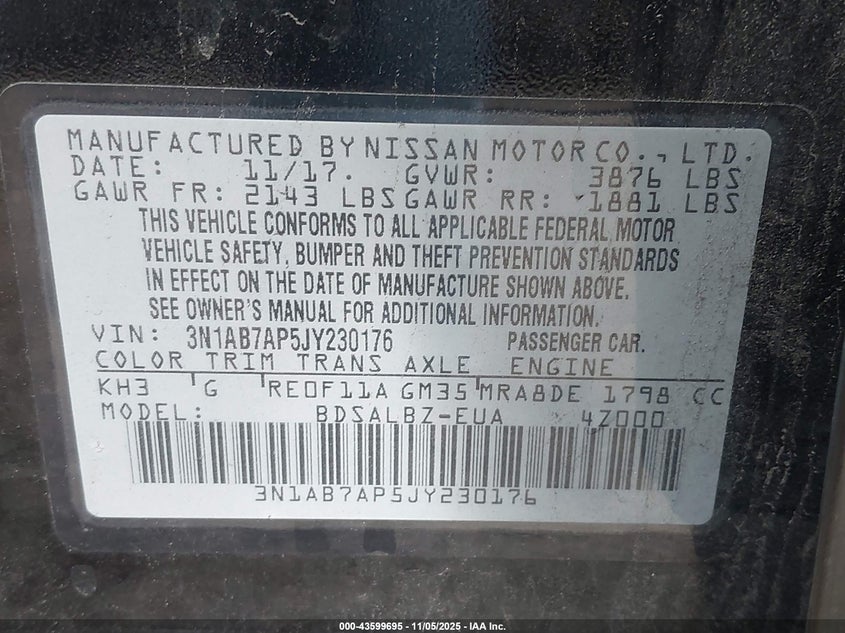 MANUFACTURED BY NISSAN MOTOR CO., LTD.
DATE: 11/17. GVWR: 3876 LBS
GAWR FR: 2143 LBS GAWR RR: 1881 LBS
THIS VEHICLE CONFORMS TO ALL APPLICABLE FEDERAL MOTOR
VEHICLE SAFETY, BUMPER AND THEFT PREVENTION STANDARDS
IN EFFECT ON THE DATE OF MANUFACTURE SHOWN ABOVE.
SEE OWNER'S MANUAL FOR ADDITIONAL INFORMATION.
VIN: 3N1AB7AP5JY230176 PASSENGER CAR.
COLOR TRIM TRANS AXLE ENGINE
KH3 G RE0F11A GM35 MRA8DE 1798 CC
MODEL: BDSALBZ-EUA 4Z000
3N1AB7AP5JY230176
000-43599695 - 11/05/2025 - IAA Inc.